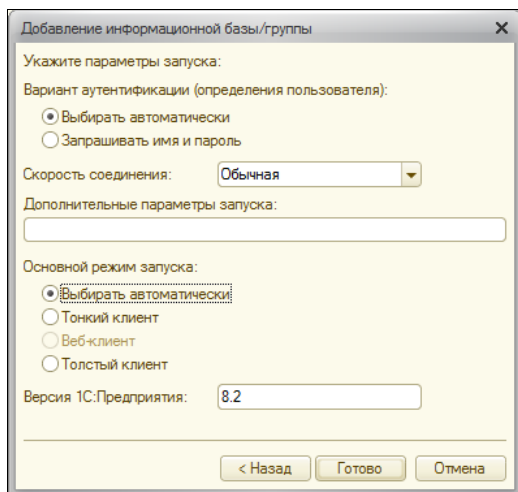 Добавление информационной базы/группы
Укажите параметры запуска:
Вариант аутентификации (определения пользователя):
Выбирать автоматически
Запрашивать имя и пароль
Скорость соединения: Обычная
Дополнительные параметры запуска:
Основной режим запуска:
Выбирать автоматически
Тонкий клиент
Веб-клиент
Толстый клиент
Версия 1С:Предприятия: 8.2
< Назад Готово Отмена